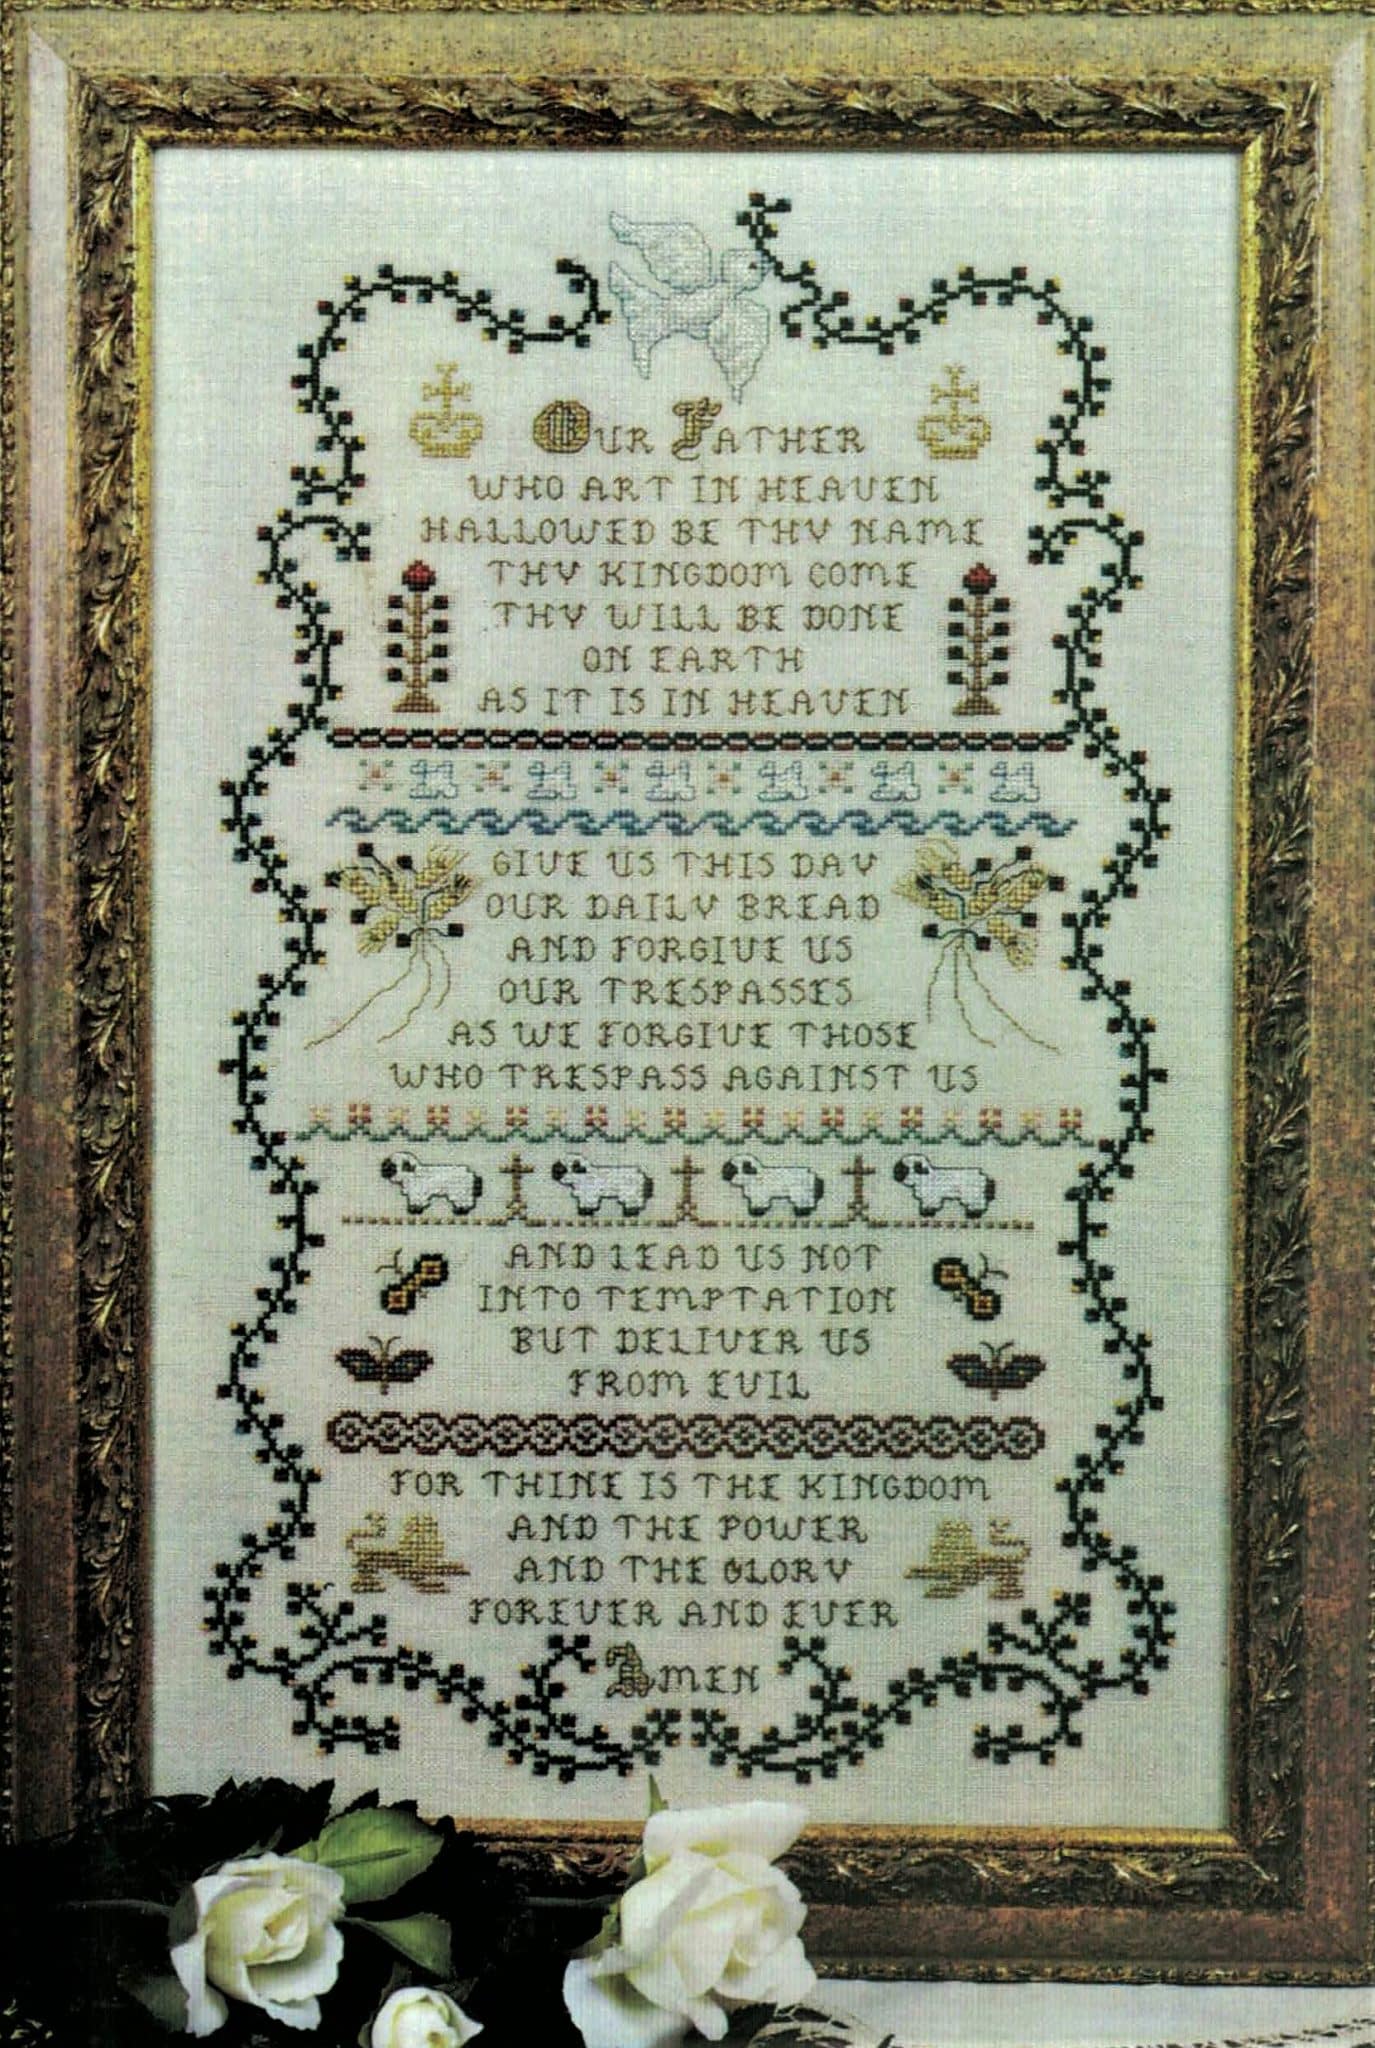 Our Father
WHO ART IN HEAVEN
HALLOWED BE THY NAME
THY KINGDOM COME
THY WILL BE DONE
ON EARTH
AS IT IS IN HEAVEN
GIVE US THIS DAY
OUR DAILY BREAD
AND FORGIVE US
OUR TRESPASSES
AS WE FORGIVE THOSE
WHO TRESPASS AGAINST US
AND LEAD US NOT
INTO TEMPTATION
BUT DELIVER US
FROM EVIL
FOR THINE IS THE KINGDOM
AND THE POWER
AND THE GLORY
FOREVER AND EVER
AMEN